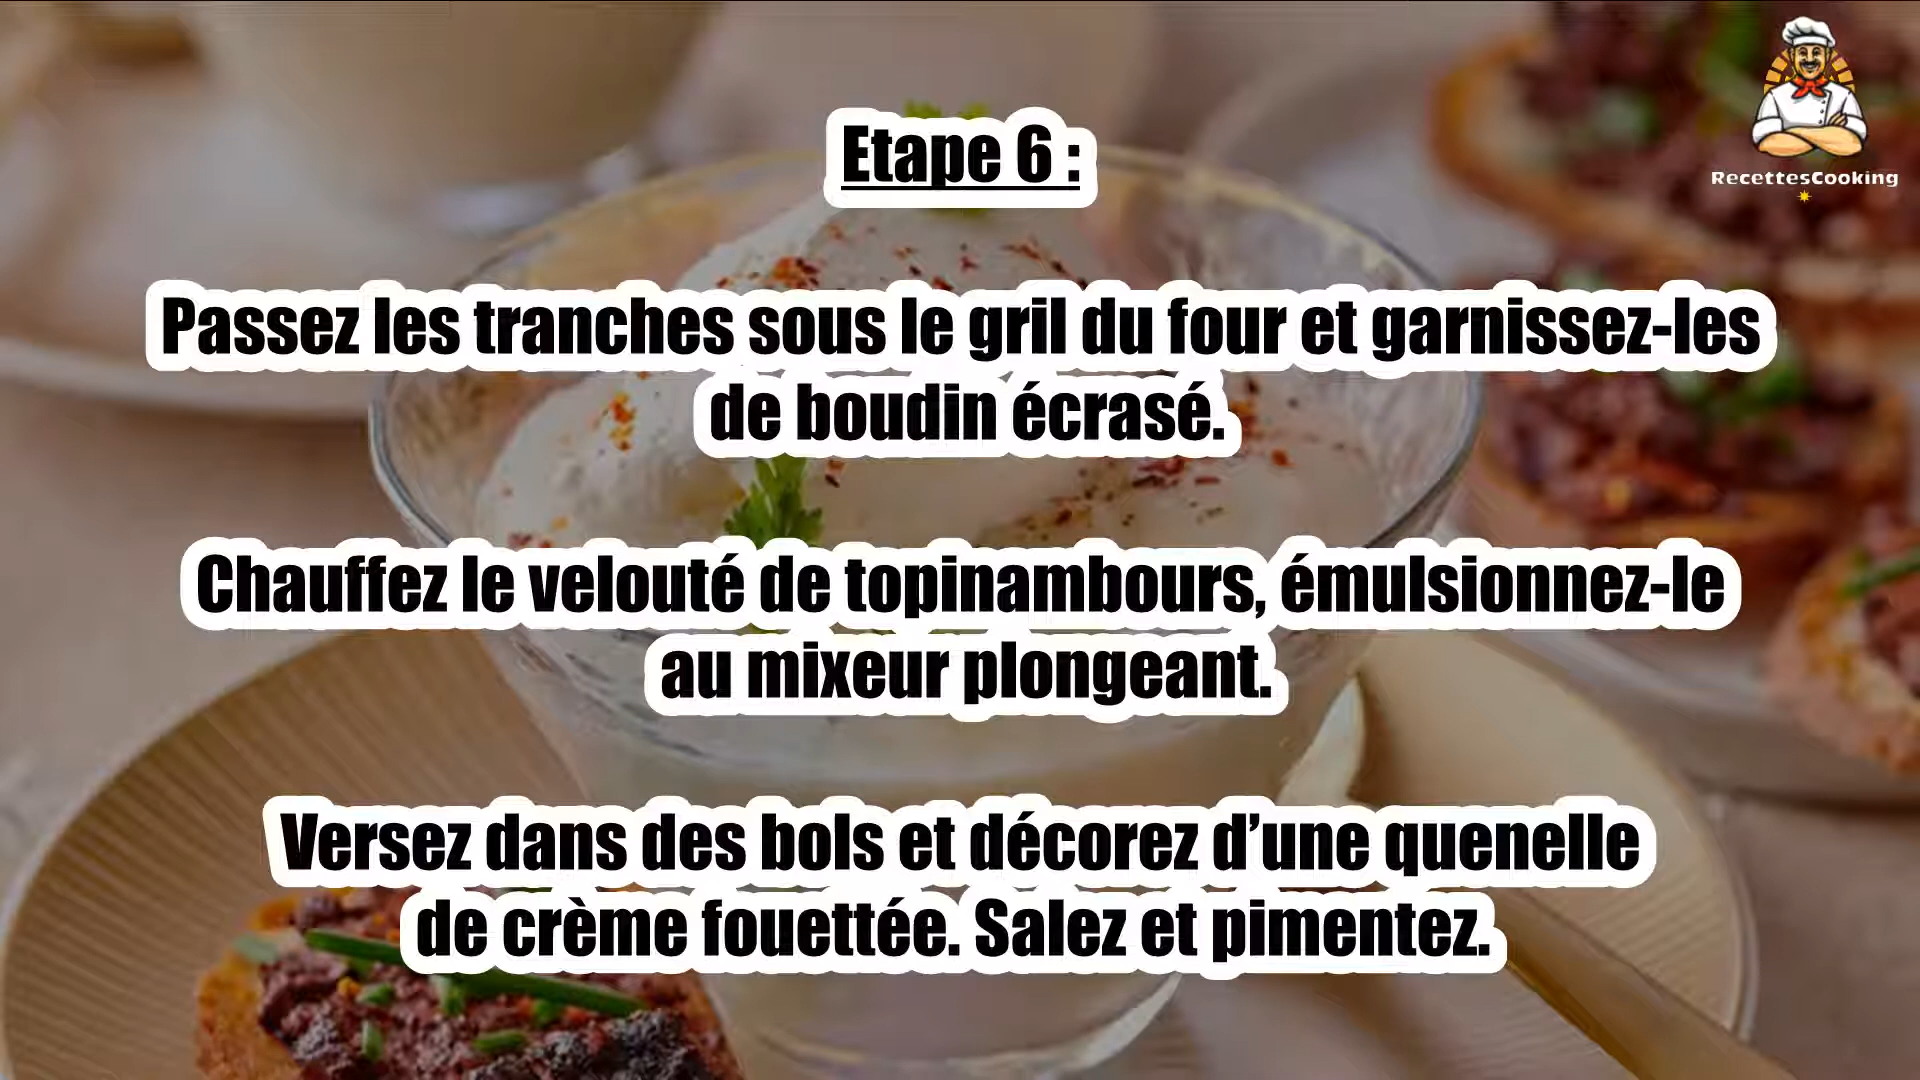 RecettesCooking
Etape 6 :
Passez les tranches sous le gril du four et garnissez-les
de boudin écrasé.
Chauffez le velouté de topinambours, émulsionnez-le
au mixeur plongeant.
Versez dans des bols et décorez d’une quenelle
de crème fouettée. Salez et pimentez.